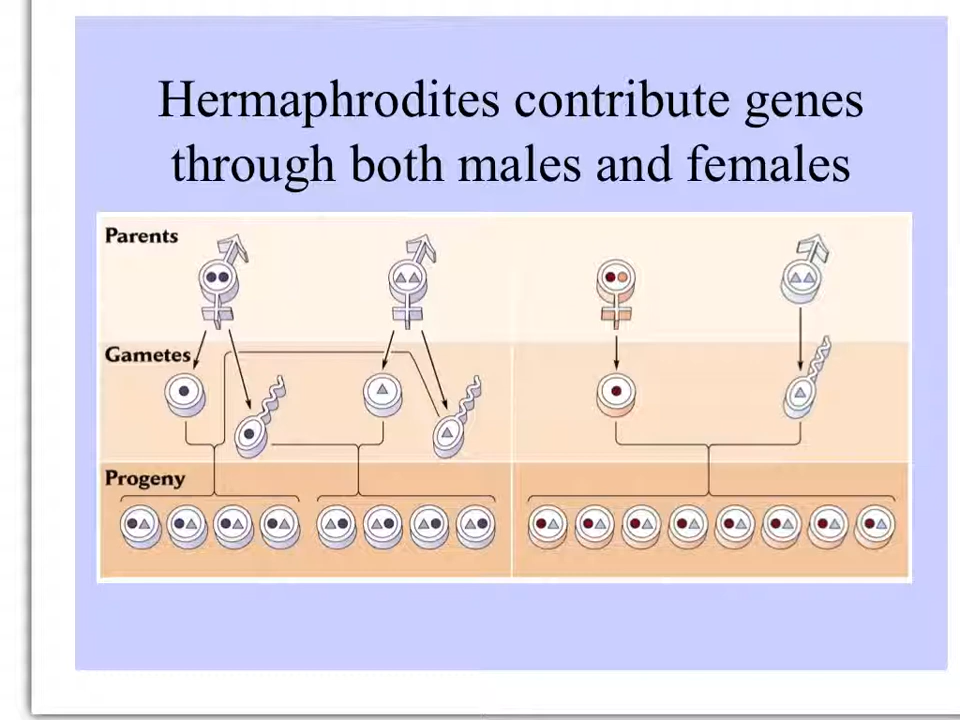 Hermaphrodites contribute genes
through both males and females
Parents
Gametes
Progeny